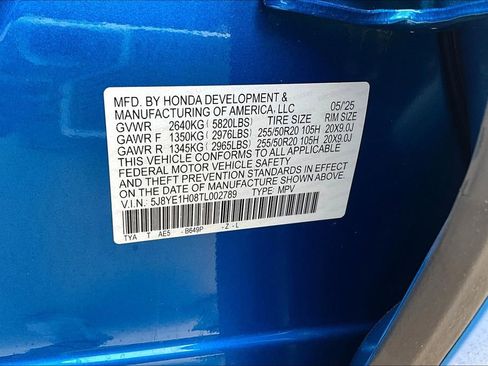 MFD. BY HONDA DEVELOPMENT &
MANUFACTURING OF AMERICA, LLC 05/25
GVWR 2640KG ( 5820LBS) TIRE SIZE RIM SIZE
GAWR F 1350KG ( 2976LBS) 255/50R20 105H 20X9.0J
GAWR R 1345KG ( 2965LBS) 255/50R20 105H 20X9.0J
THIS VEHICLE CONFORMS TO ALL APPLICABLE
FEDERAL MOTOR VEHICLE SAFETY
AND THEFT PREVENTION STANDARDS IN EFFECT
ON THE DATE OF MANUFACTURE SHOWN ABOVE.
V.I.N.: 5J8YE1H08TL002789 TYPE: MPV
TYA T AE5 - B649P - Z - L